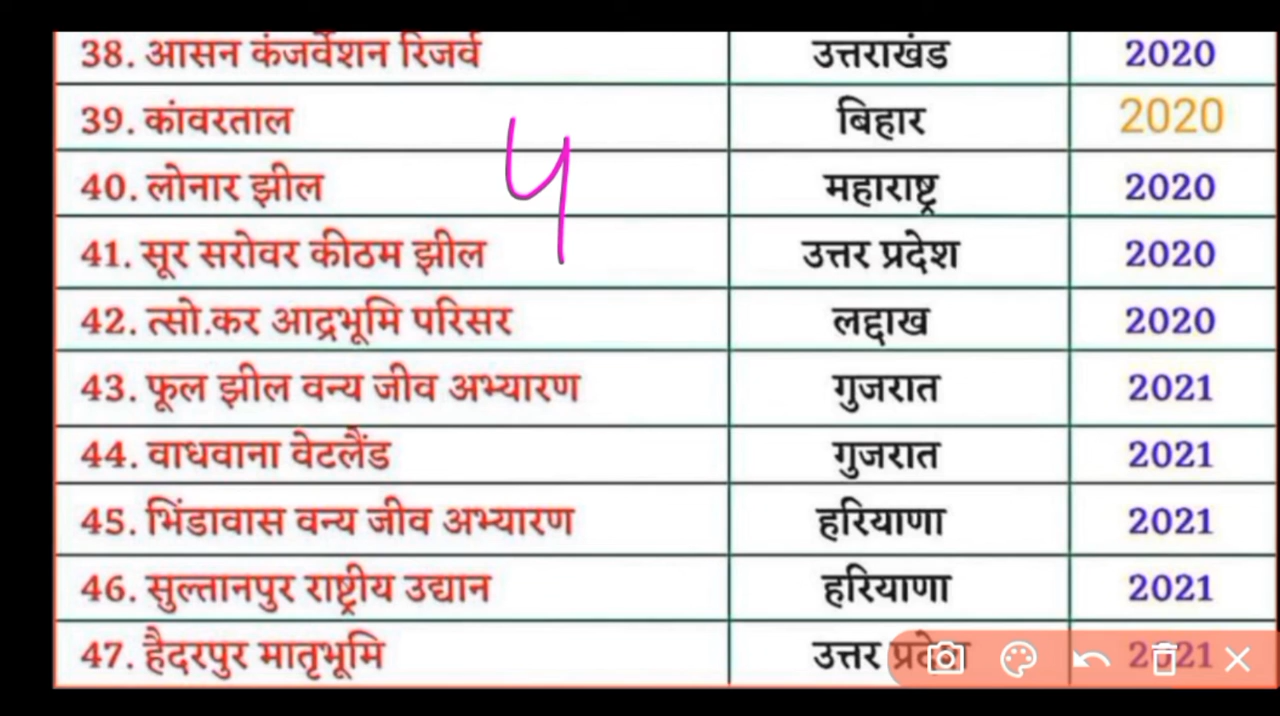 38. आसन कंजर्वेशन रिजर्व उत्तराखंड 2020
39. कांवरताल बिहार 2020
40. लोनार झील महाराष्ट्र 2020
41. सूर सरोवर कीठम झील उत्तर प्रदेश 2020
42. त्सो.कर आद्रभूमि परिसर लद्दाख 2020
43. फूल झील वन्य जीव अभ्यारण गुजरात 2021
44. वाधवाना वेटलैंड गुजरात 2021
45. भिंडावास वन्य जीव अभ्यारण हरियाणा 2021
46. सुल्तानपुर राष्ट्रीय उद्यान हरियाणा 2021
47. हैदरपुर मातृभूमि उत्तर प्रदेश 2021